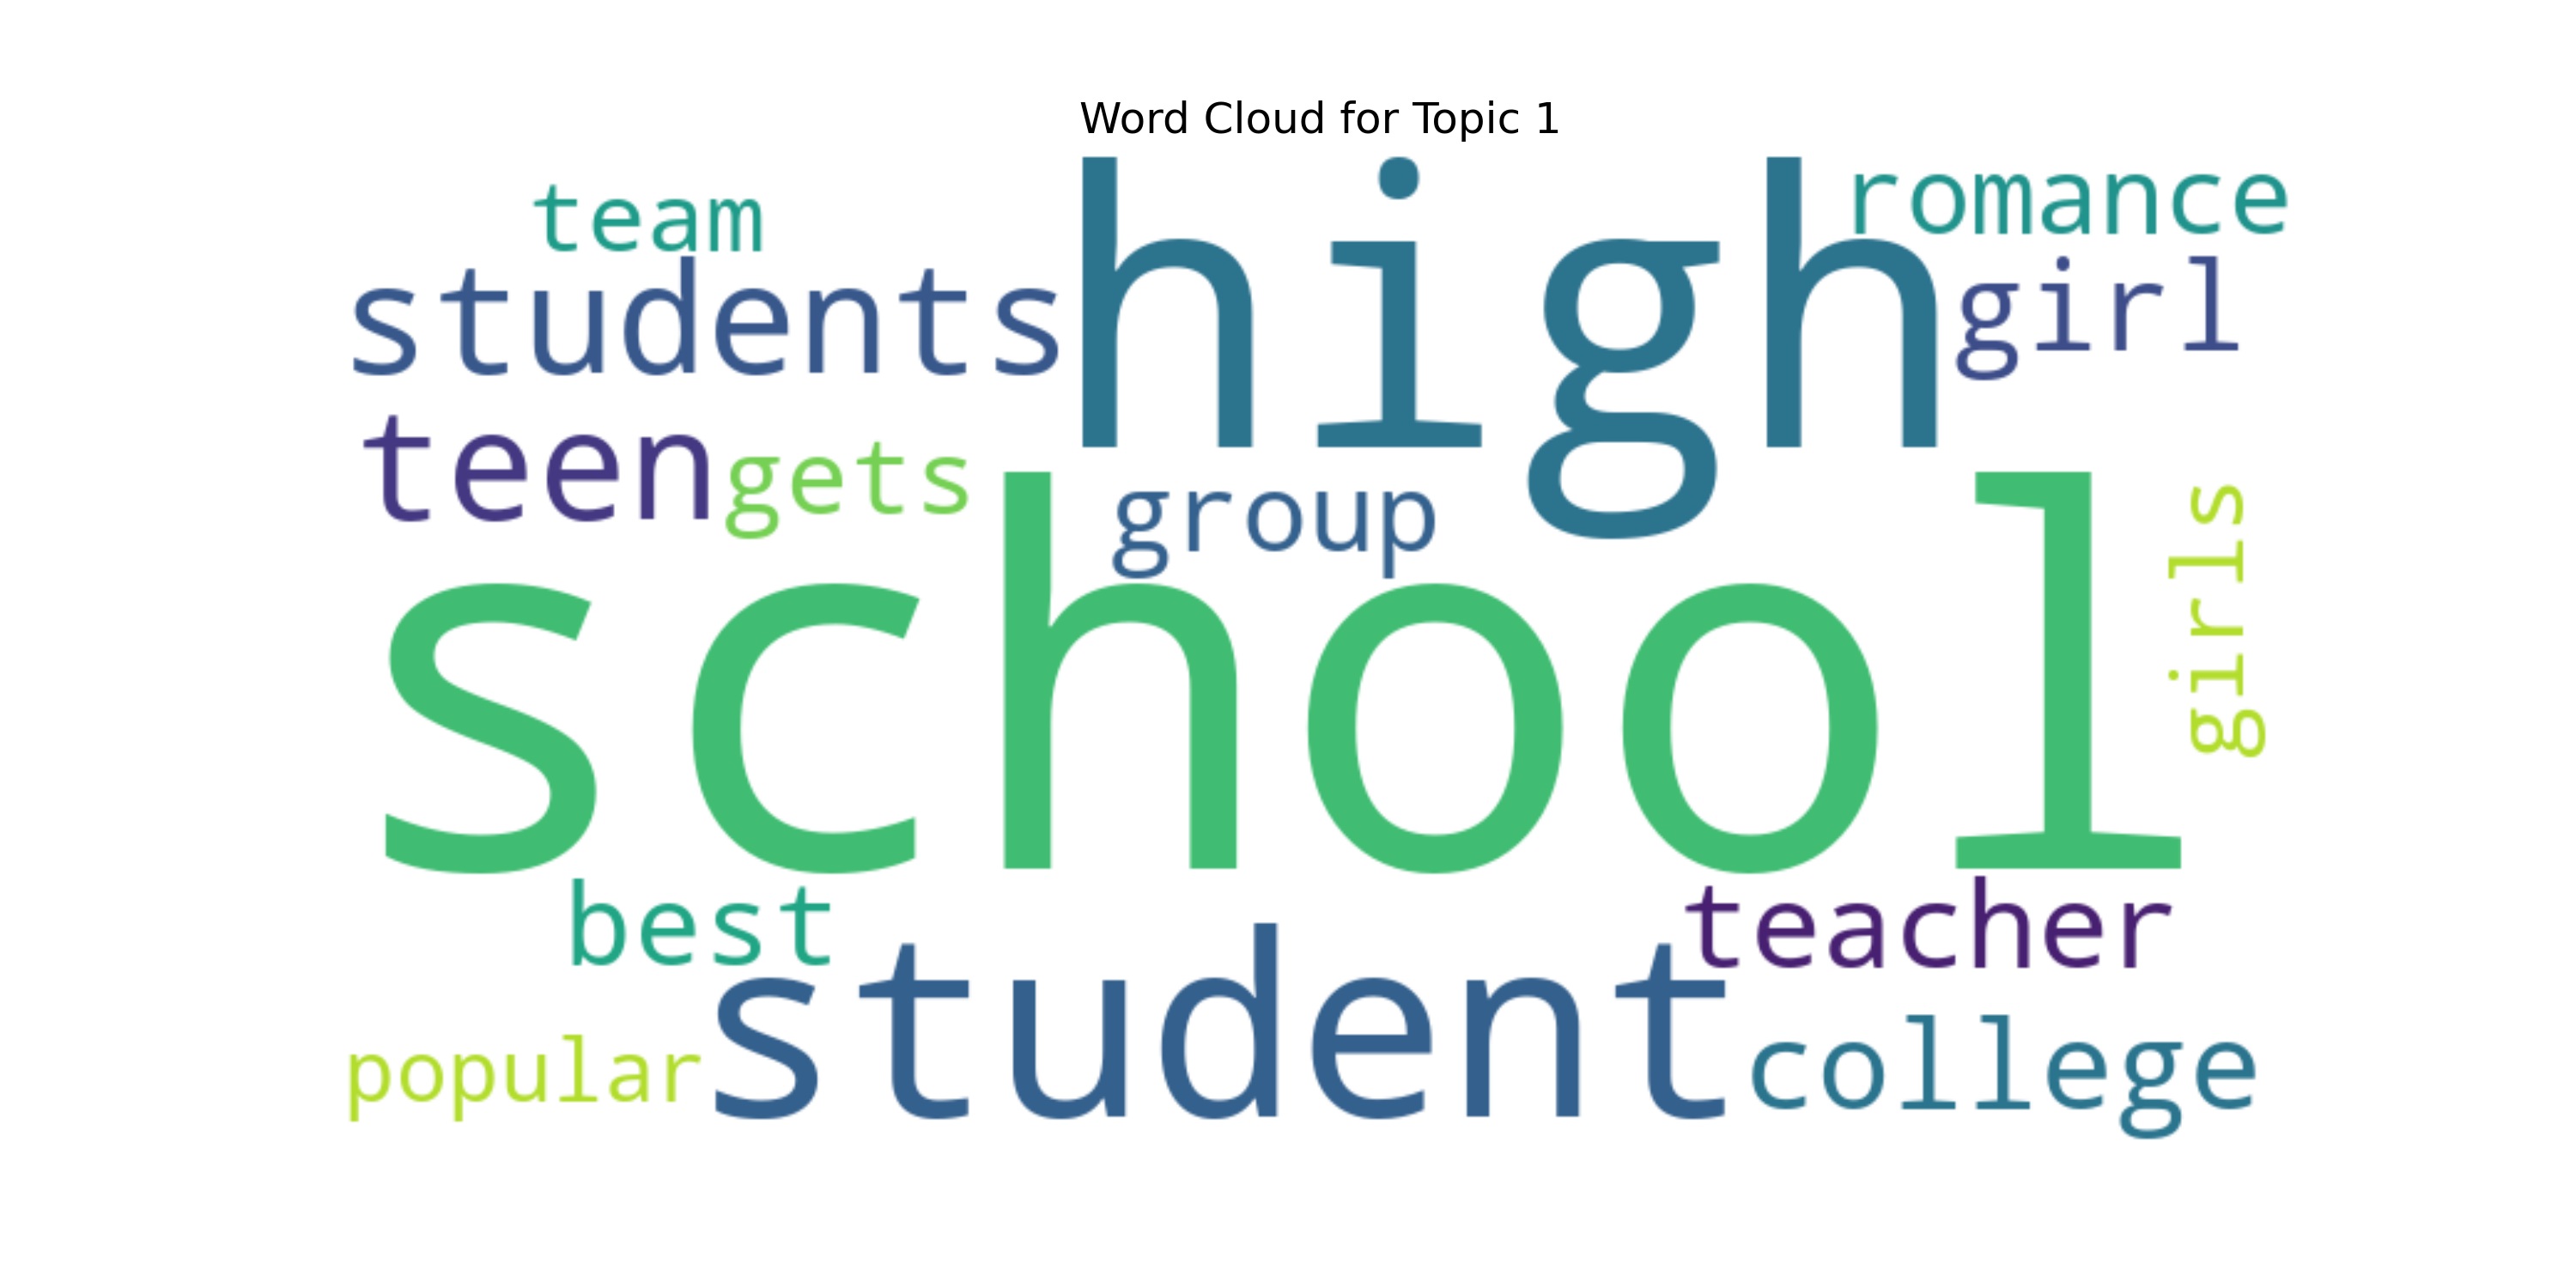 Word Cloud for Topic 1
team
high
romance
students
girl
teen
gets
group
girls
school
best
teacher
student
popular
college